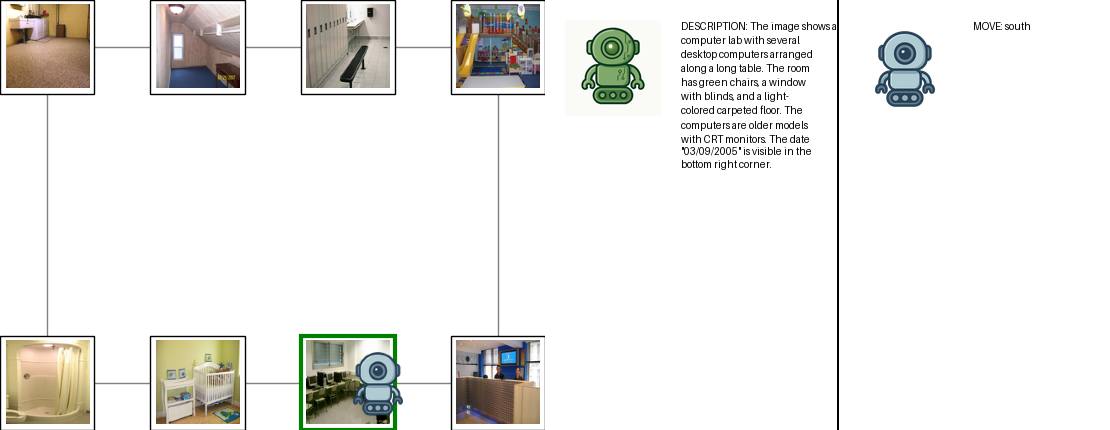 DESCRIPTION: The image shows a
computer lab with several
desktop computers arranged
along a long table. The room
has green chairs, a window
with blinds, and a light-
colored carpeted floor. The
computers are older models
with CRT monitors. The date
"03/09/2005" is visible in the
bottom right corner.
MOVE: south